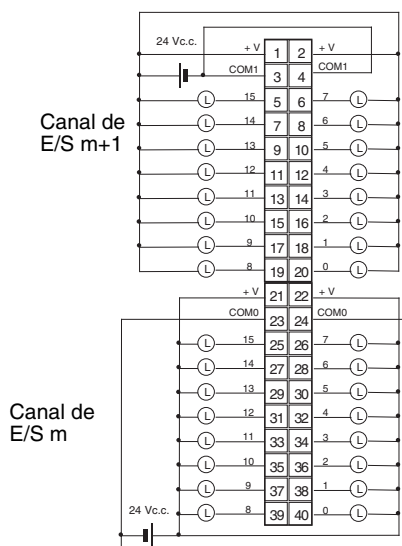 24 Vc.c.
+ V 1 2 + V
COM1 3 4 COM1
L 15 5 6 7 L
L 14 7 8 6 L
Canal de
E/S m+1
L 13 9 10 5 L
L 12 11 12 4 L
L 11 13 14 3 L
L 10 15 16 2 L
L 9 17 18 1 L
L 8 19 20 0 L
+ V 21 22 + V
COM0 23 24 COM0
L 15 25 26 7 L
L 14 27 28 6 L
L 13 29 30 5 L
Canal de
E/S m
L 12 31 32 4 L
L 11 33 34 3 L
L 10 35 36 2 L
L 9 37 38 1 L
24 Vc.c.
L 8 39 40 0 L